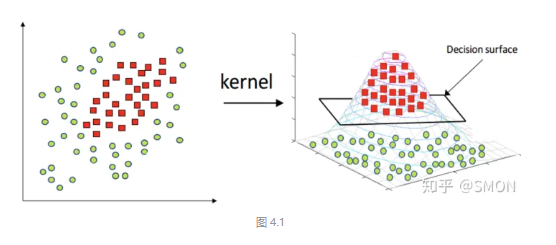 Decision surface
kernel
知乎 @SMON
图 4.1